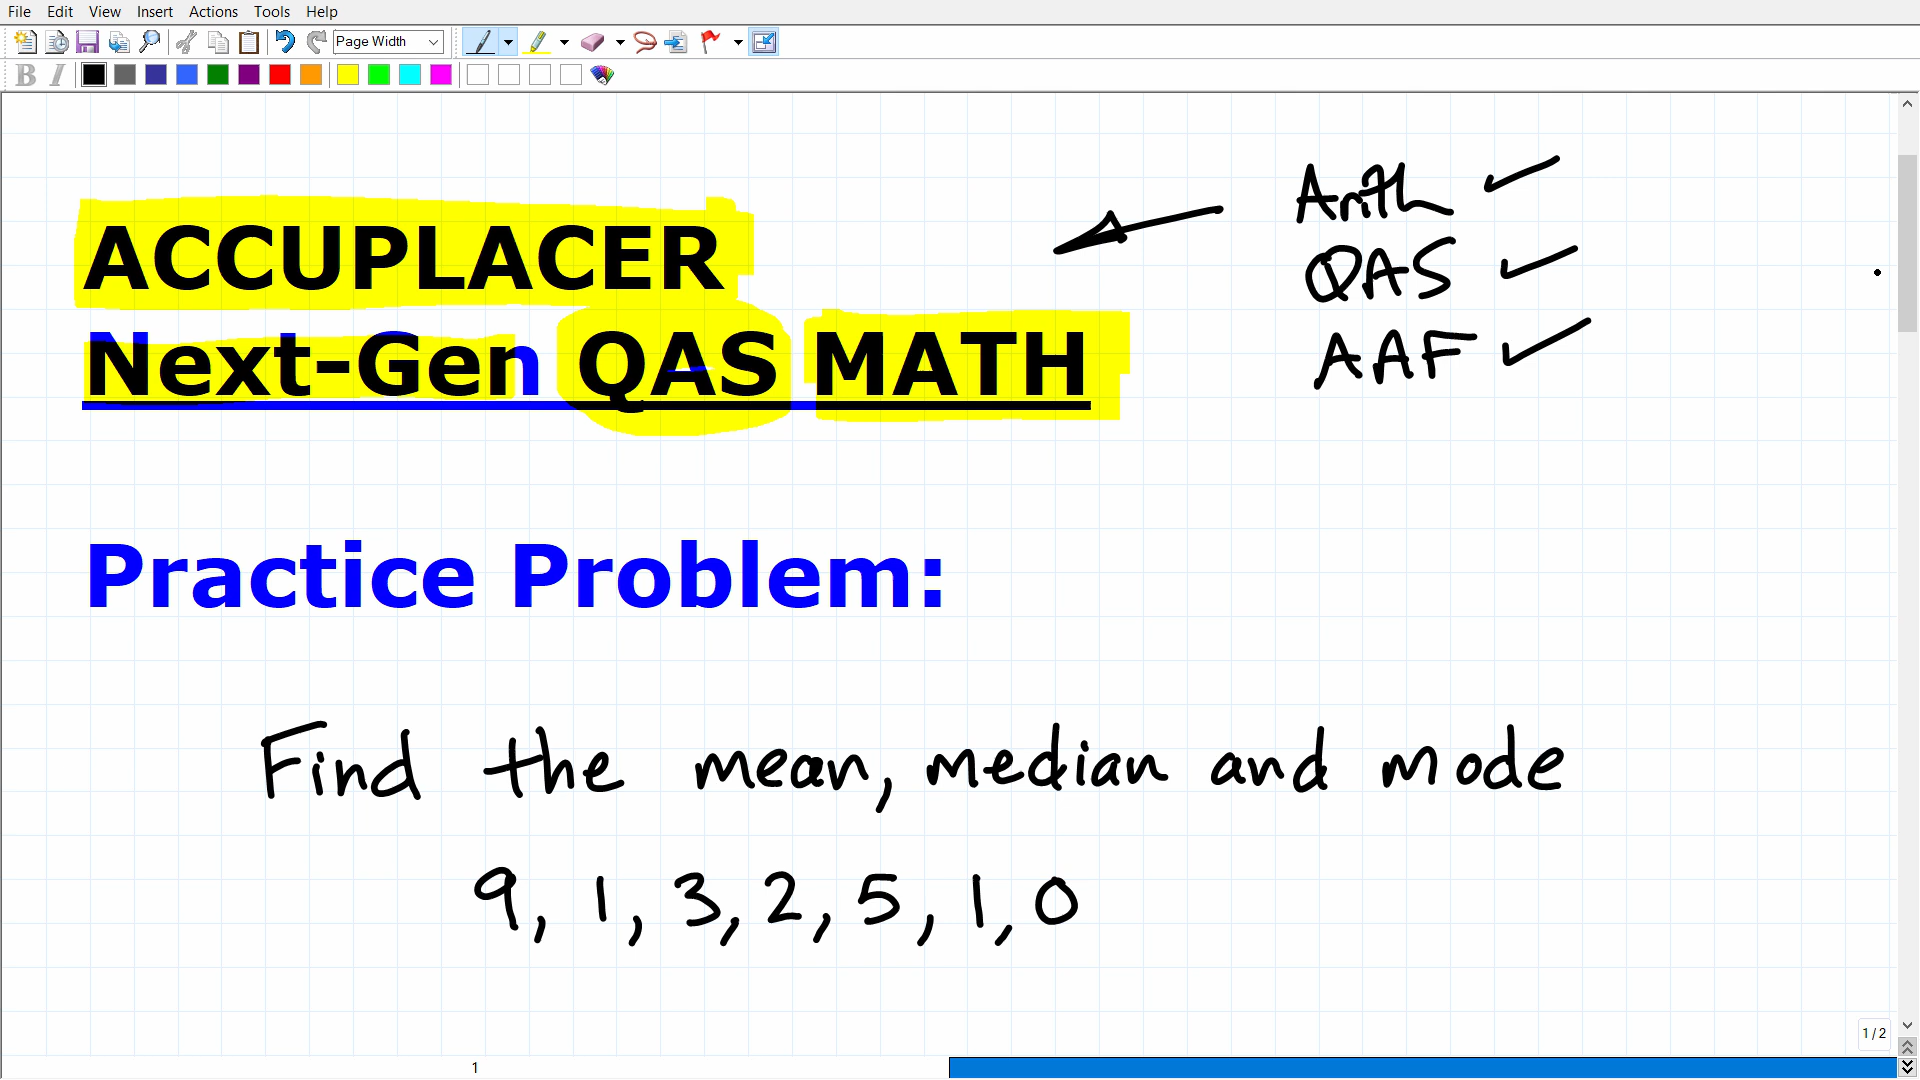 File Edit View Insert Actions Tools Help
Page Width
B I
Arith
ACCUPLACER
QAS
Next-Gen QAS MATH
AAF
Practice Problem:
Find the mean, median and mode
9, 1, 3, 2, 5, 1, 0
1 / 2
1